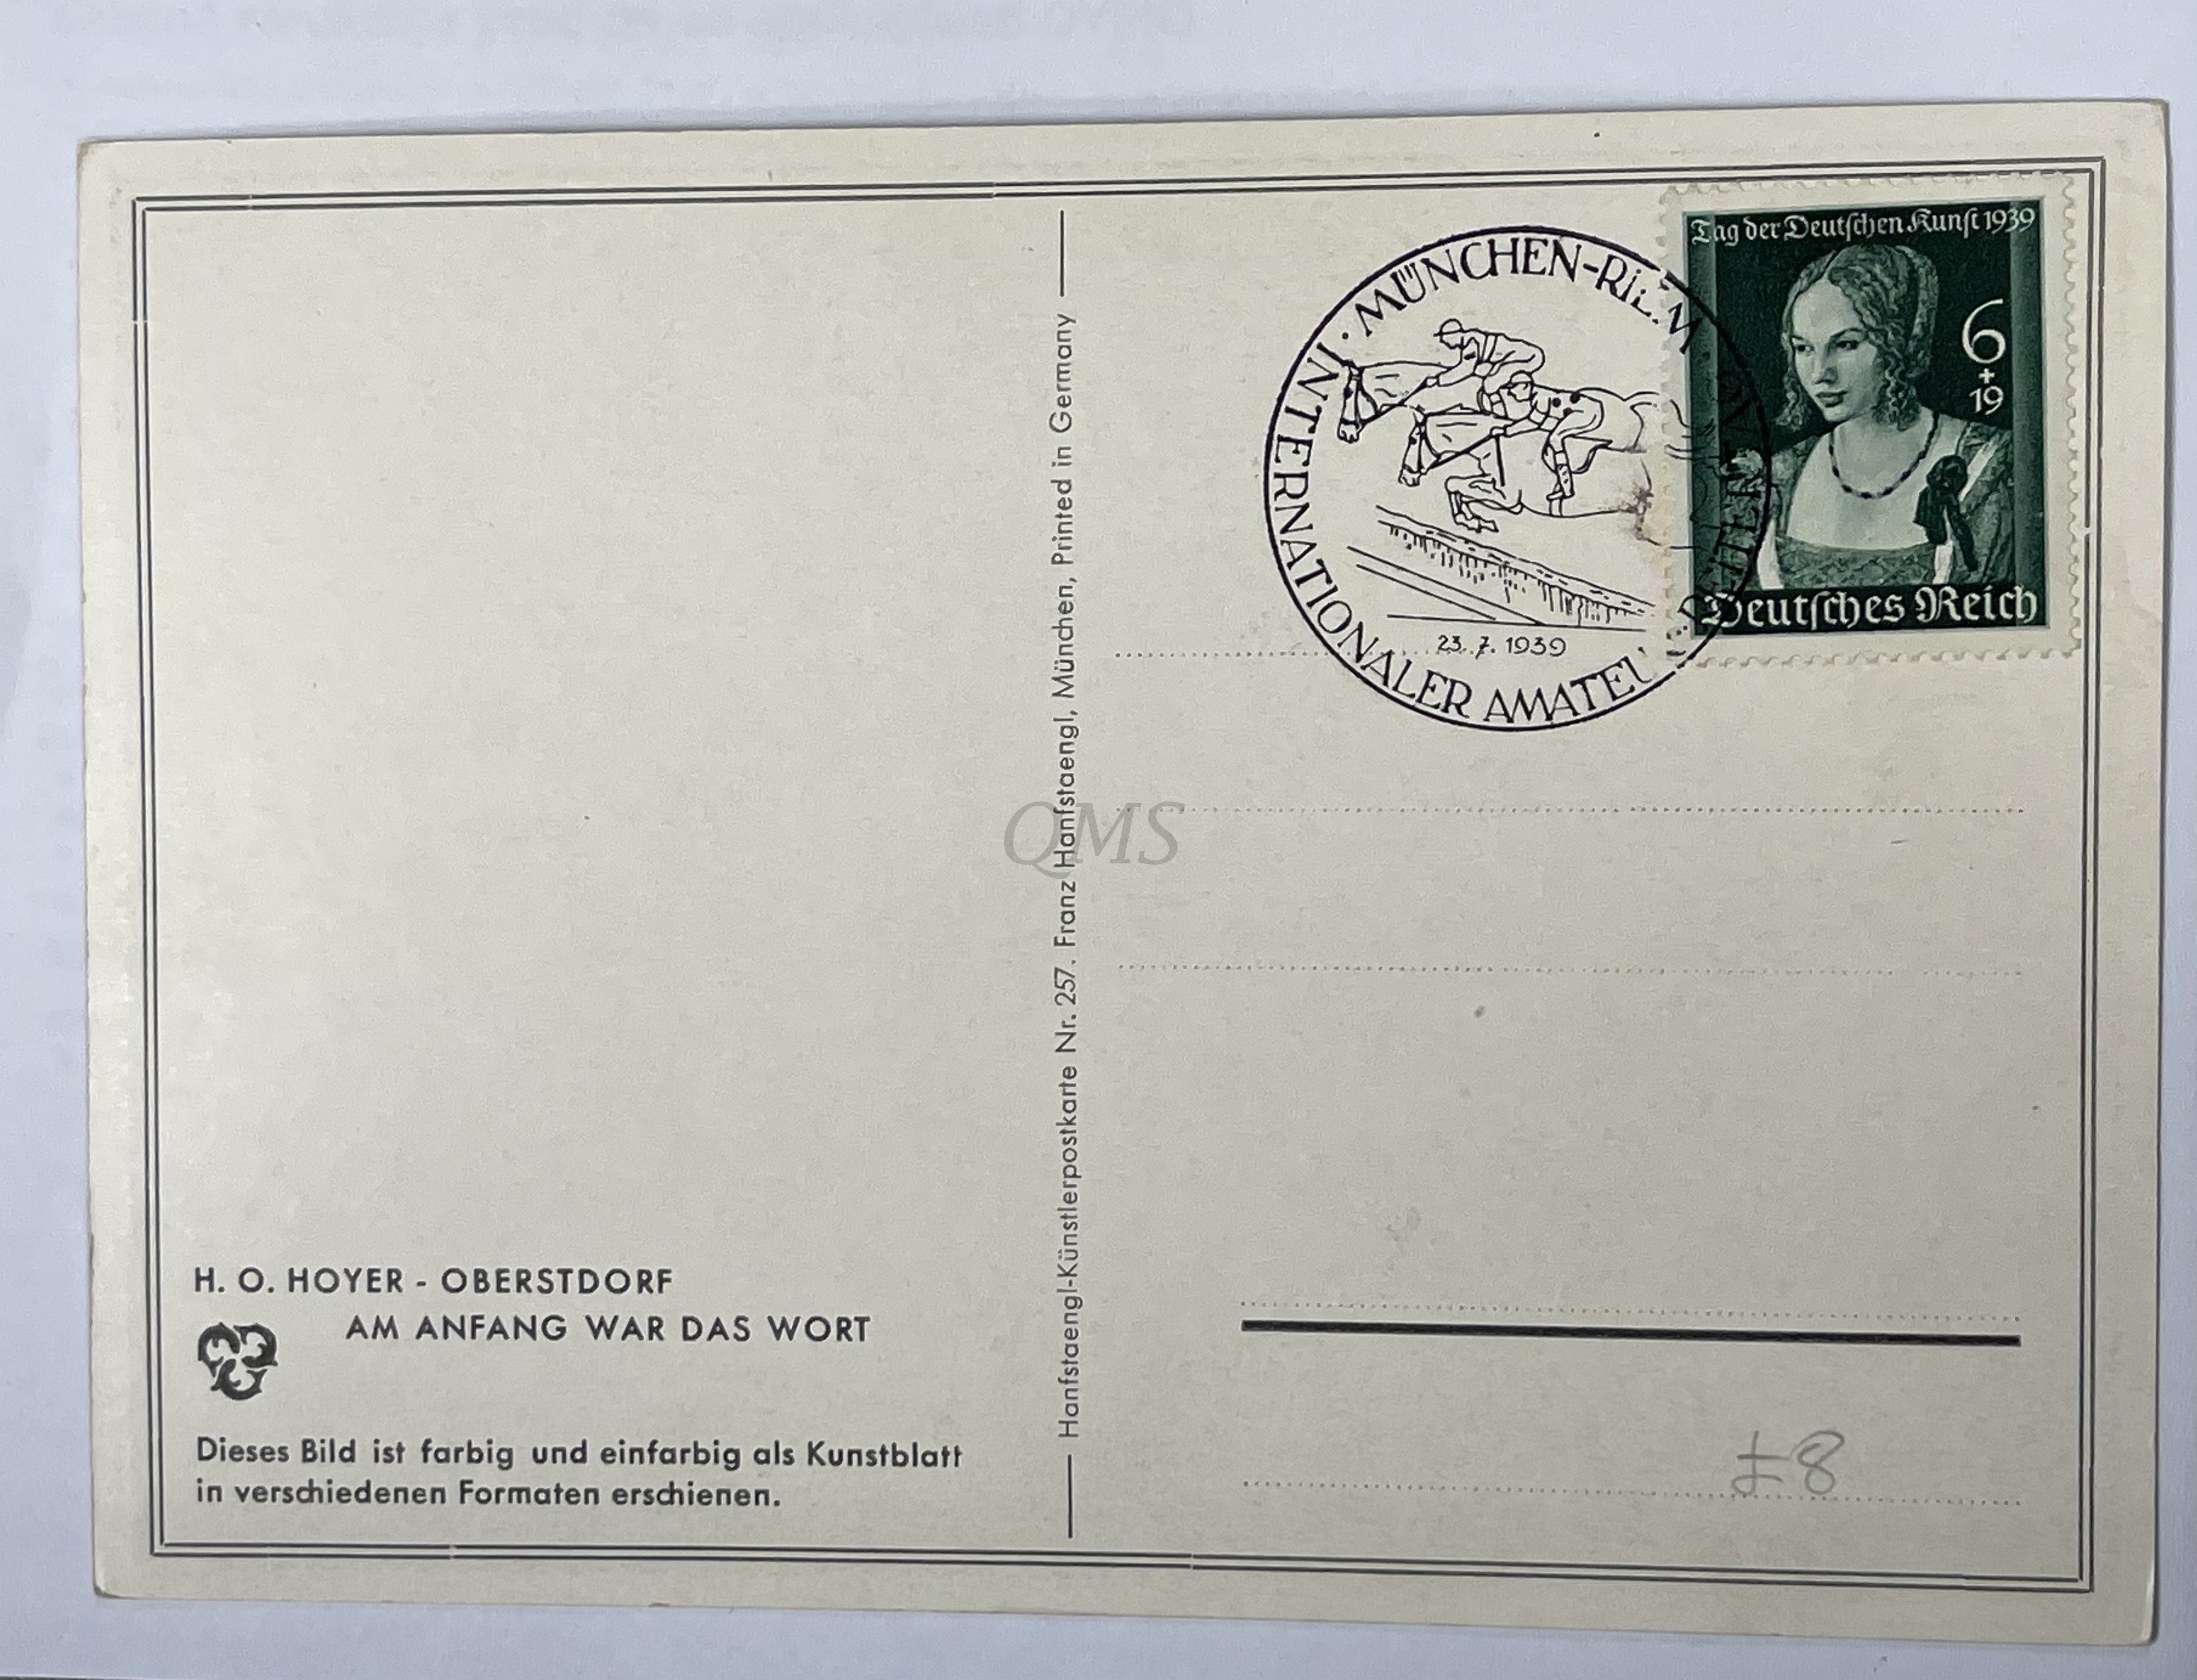 Tag der Deutschen Kunst 1939
6
+
19
Deutsches Reich
MÜNCHEN-RIEM
INTERNATIONALER
23.7.1939
Hanfstaengl-Künstlerpostkarte Nr. 257. Franz Hanfstaengl, München, Printed in Germany
QMS
H. O. HOYER - OBERSTDORF
AM ANFANG WAR DAS WORT
Dieses Bild ist farbig und einfarbig als Kunstblatt
in verschiedenen Formaten erschienen.
£8